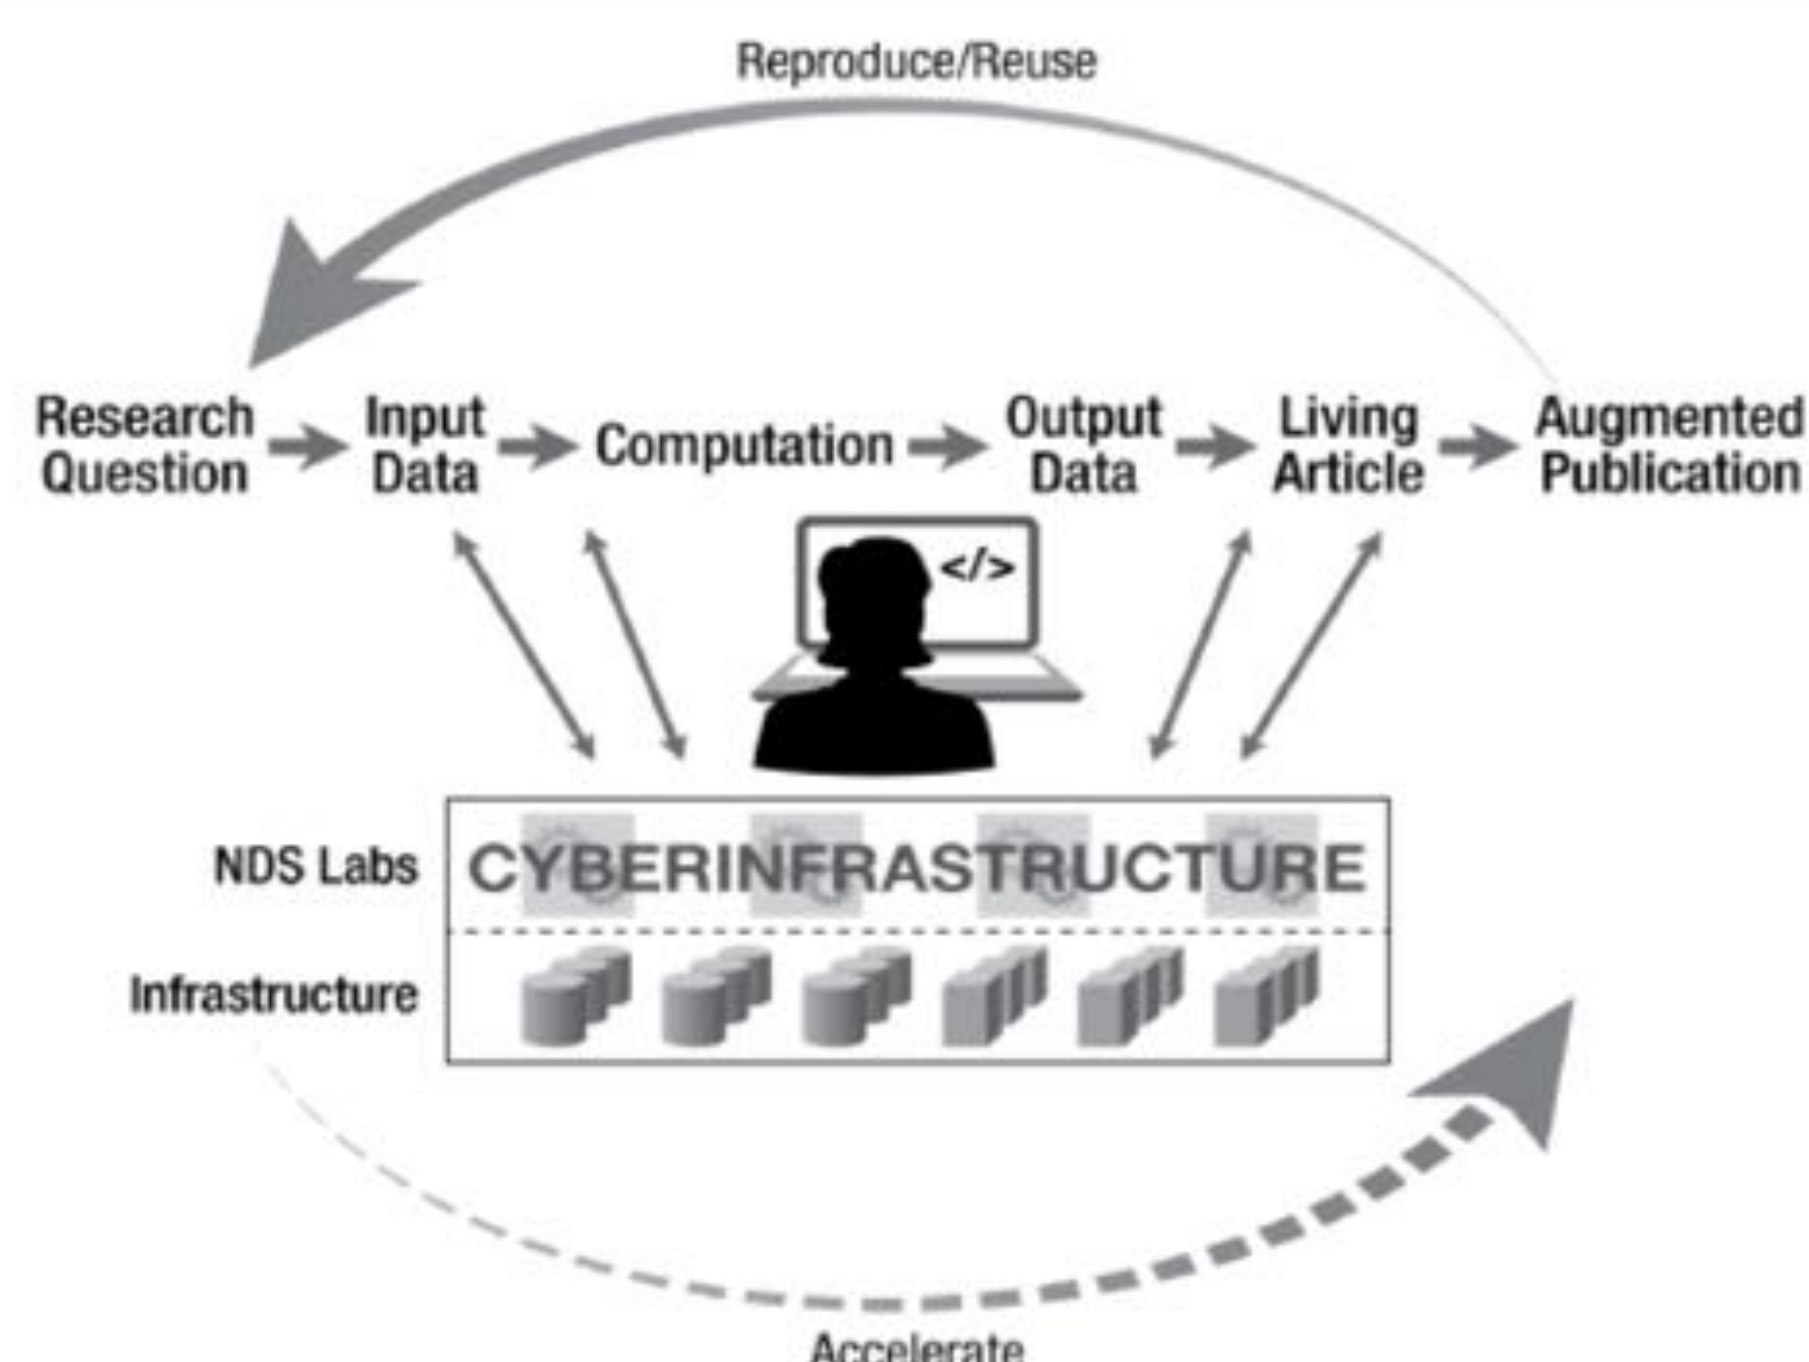 Reproduce/Reuse
Research Question
Input Data
Computation
Output Data
Living Article
Augmented Publication
</>
NDS Labs
CYBERINFRASTRUCTURE
Infrastructure
Accelerate